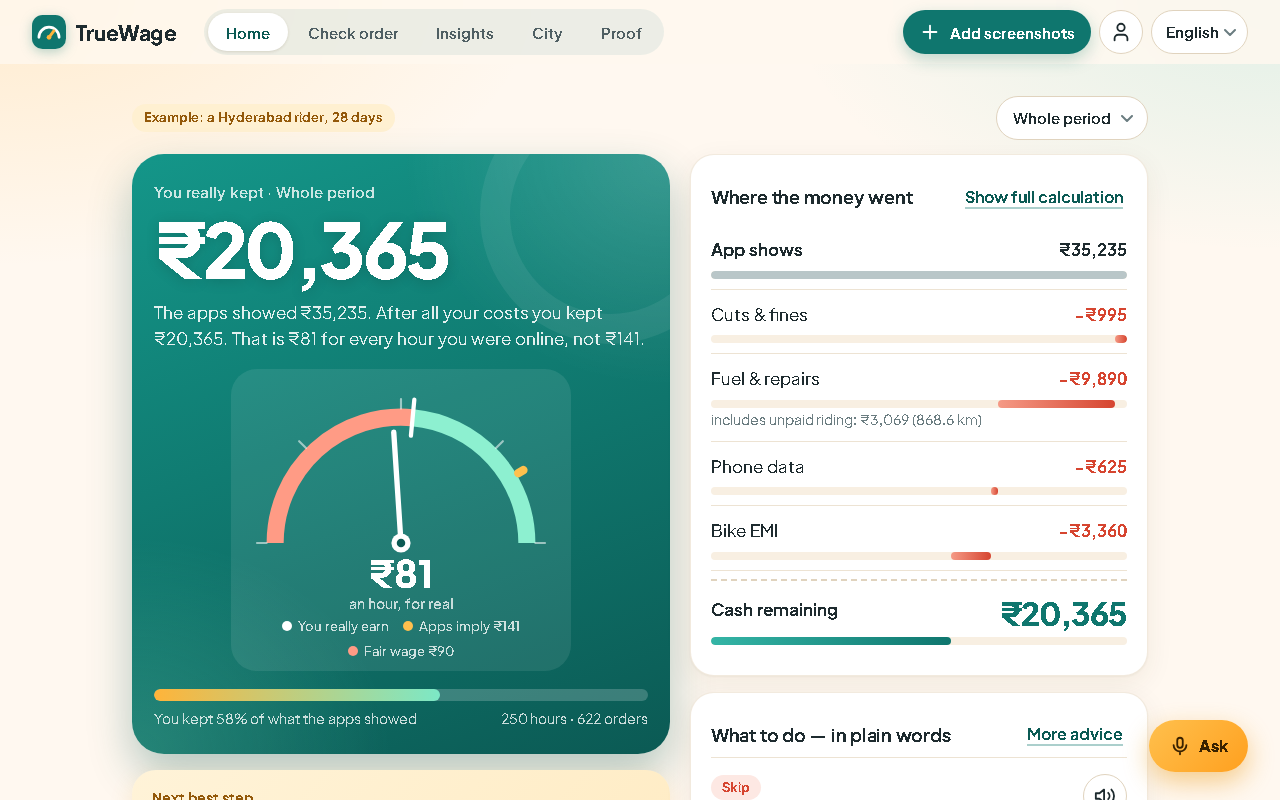 TrueWage
Home
Check order
Insights
City
Proof
Add screenshots
English
Example: a Hyderabad rider, 28 days
Whole period
You really kept · Whole period
₹20,365
The apps showed ₹35,235. After all your costs you kept
₹20,365. That is ₹81 for every hour you were online, not ₹141.
₹81
an hour, for real
You really earn
Apps imply ₹141
Fair wage ₹90
You kept 58% of what the apps showed
250 hours · 622 orders
Next best step
Where the money went
Show full calculation
App shows
₹35,235
Cuts & fines
−₹995
Fuel & repairs
−₹9,890
includes unpaid riding: ₹3,069 (868.6 km)
Phone data
−₹625
Bike EMI
−₹3,360
Cash remaining
₹20,365
What to do — in plain words
More advice
Skip
Ask